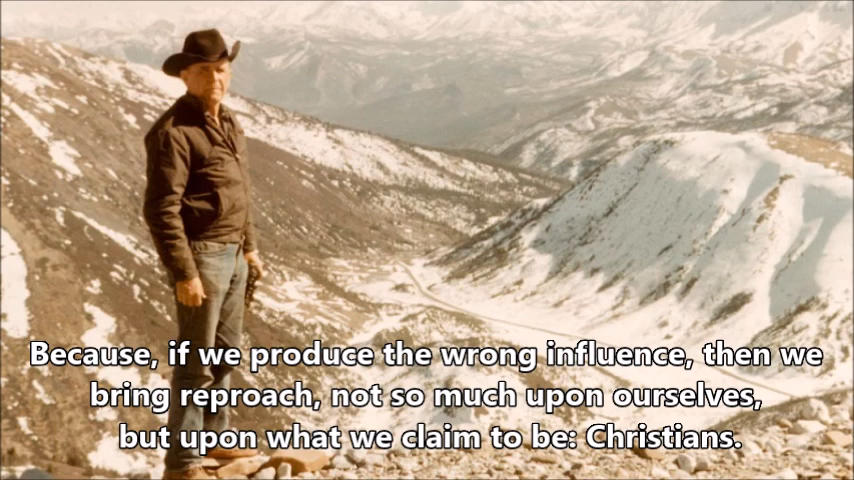 Because, if we produce the wrong influence, then we
bring reproach, not so much upon ourselves,
but upon what we claim to be: Christians.